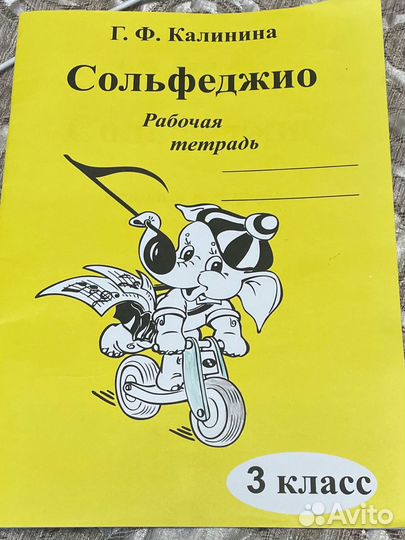 Г. Ф. Калинина
Сольфеджио
Рабочая
тетрадь
3 класс
Avito